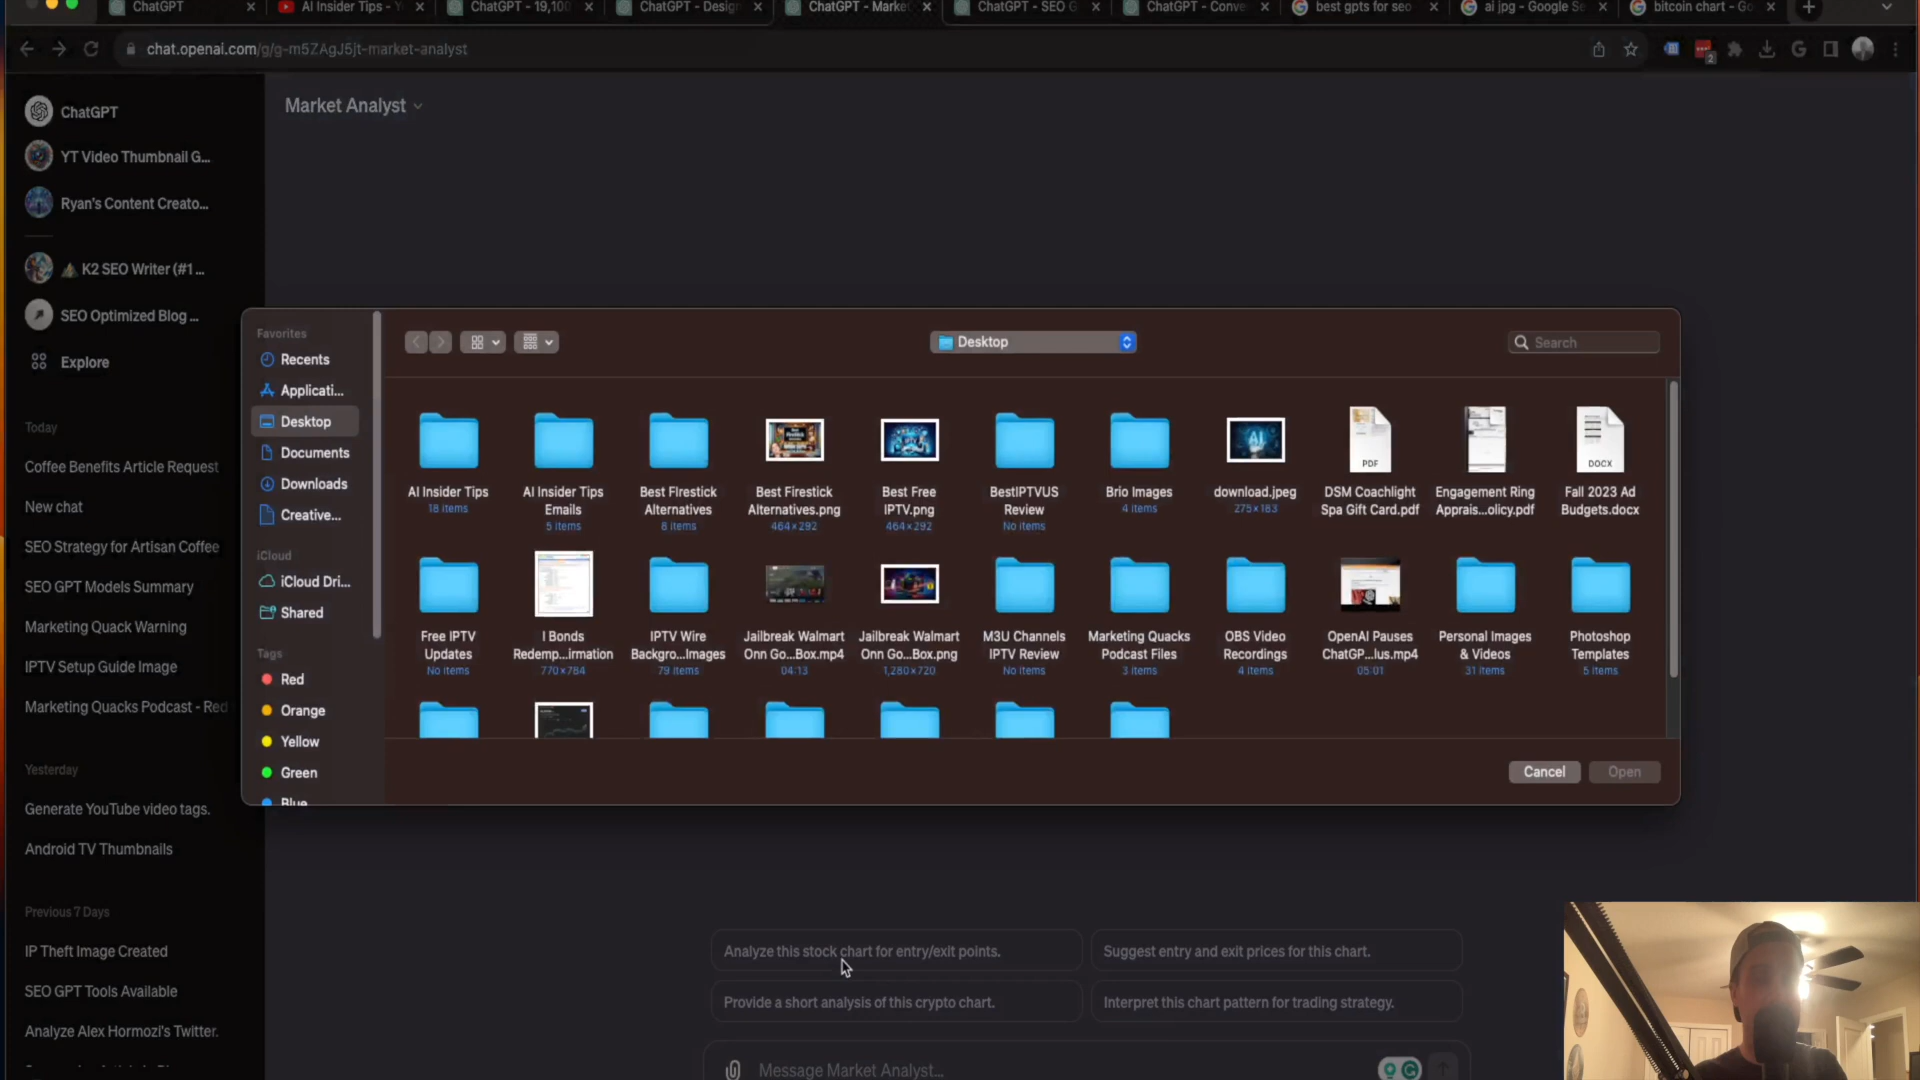 ChatGPT
AI Insider Tips - Y
ChatGPT - 19,100
ChatGPT - Desig
ChatGPT - Marke
ChatGPT - SEO G
ChatGPT - Conve
best gpts for seo
ai jpg - Google Se
bitcoin chart - Go
chat.openai.com/g/g-m5ZAgJ5jt-market-analyst
2
ChatGPT
YT Video Thumbnail G...
Ryan's Content Creato...
K2 SEO Writer (#1 ...
SEO Optimized Blog ...
Explore
Today
Coffee Benefits Article Request
New chat
SEO Strategy for Artisan Coffee
SEO GPT Models Summary
Marketing Quack Warning
IPTV Setup Guide Image
Marketing Quacks Podcast - Red
Yesterday
Generate YouTube video tags.
Android TV Thumbnails
Previous 7 Days
IP Theft Image Created
SEO GPT Tools Available
Analyze Alex Hormozi's Twitter.
Market Analyst
Favorites
Recents
Applicati...
Desktop
Documents
Downloads
Creative...
iCloud
iCloud Dri...
Shared
Tags
Red
Orange
Yellow
Green
Blue
Desktop
Search
AI Insider Tips
18 items
AI Insider Tips
Emails
5 items
Best FIrestick
Alternatives
8 items
Best Firestick
Alternatives.png
464×292
Best Free
IPTV.png
464×292
BestIPTVUS
Review
No items
Brio Images
4 items
AI
download.jpeg
275×183
PDF
DSM Coachlight
Spa Gift Card.pdf
Engagement Ring
Apprais...olicy.pdf
DOCX
Fall 2023 Ad
Budgets.docx
Free IPTV
Updates
No items
I Bonds
Redemp...irmation
770×784
IPTV Wire
Backgro...Images
79 items
Jailbreak Walmart
Onn Go...Box.mp4
04:13
Jailbreak Walmart
Onn Go...Box.png
1,280×720
M3U Channels
IPTV Review
No items
Marketing Quacks
Podcast Files
3 items
OBS Video
Recordings
4 items
OpenAI Pauses
ChatGP...lus.mp4
05:01
Personal Images
& Videos
31 items
Photoshop
Templates
5 items
Cancel
Open
Analyze this stock chart for entry/exit points.
Suggest entry and exit prices for this chart.
Provide a short analysis of this crypto chart.
Interpret this chart pattern for trading strategy.
Message Market Analyst...